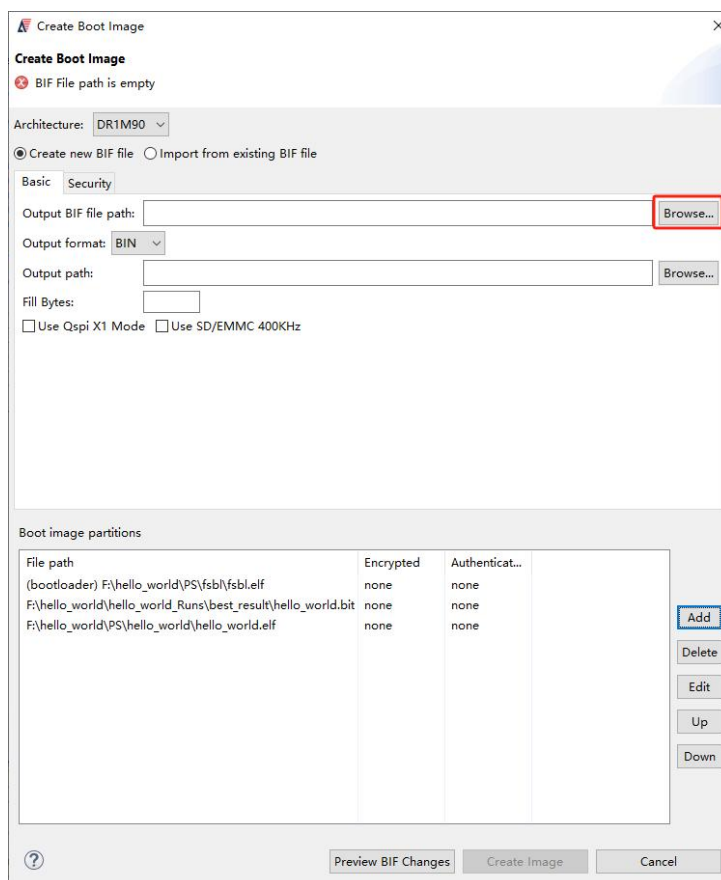 Create Boot Image
Create Boot Image
BIF File path is empty
Architecture: DR1M90
Create new BIF file Import from existing BIF file
Basic Security
Output BIF file path: Browse...
Output format: BIN
Output path: Browse...
Fill Bytes:
Use Qspi X1 Mode Use SD/EMMC 400KHz
Boot image partitions
File path Encrypted Authenticat...
(bootloader) F:\hello_world\PS\fsbl\fsbl.elf none none
F:\hello_world\hello_world_Runs\best_result\hello_world.bit none none
F:\hello_world\PS\hello_world\hello_world.elf none none
Add
Delete
Edit
Up
Down
Preview BIF Changes Create Image Cancel